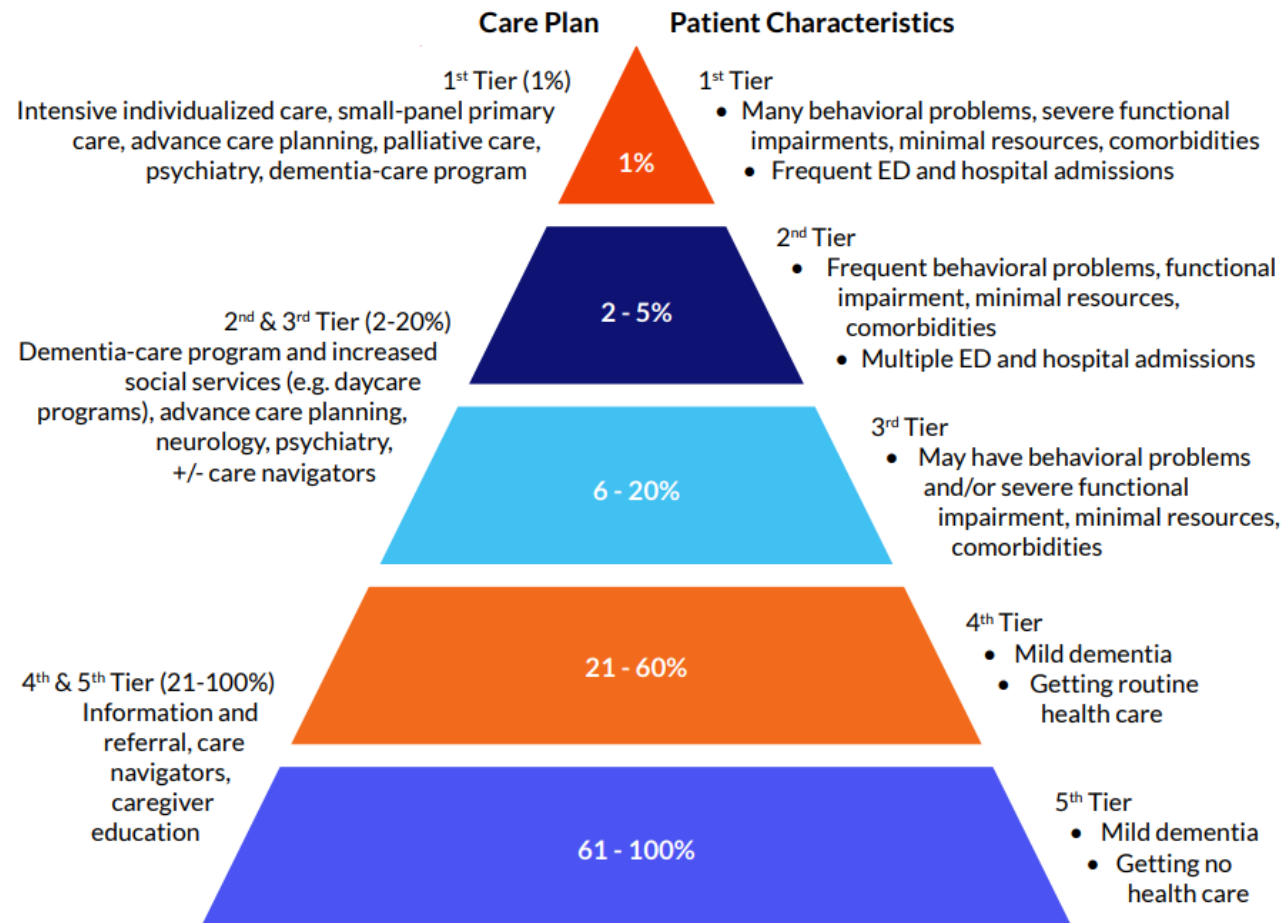 Care Plan
Patient Characteristics
1st Tier (1%)
Intensive individualized care, small-panel primary
care, advance care planning, palliative care,
psychiatry, dementia-care program
1%
1st Tier
• Many behavioral problems, severe functional
impairments, minimal resources, comorbidities
• Frequent ED and hospital admissions
2nd & 3rd Tier (2-20%)
Dementia-care program and increased
social services (e.g. daycare
programs), advance care planning,
neurology, psychiatry,
+/- care navigators
2 - 5%
2nd Tier
• Frequent behavioral problems, functional
impairment, minimal resources,
comorbidities
• Multiple ED and hospital admissions
6 - 20%
3rd Tier
• May have behavioral problems
and/or severe functional
impairment, minimal resources,
comorbidities
4th & 5th Tier (21-100%)
Information and
referral, care
navigators,
caregiver
education
21 - 60%
4th Tier
• Mild dementia
• Getting routine
health care
61 - 100%
5th Tier
• Mild dementia
• Getting no
health care